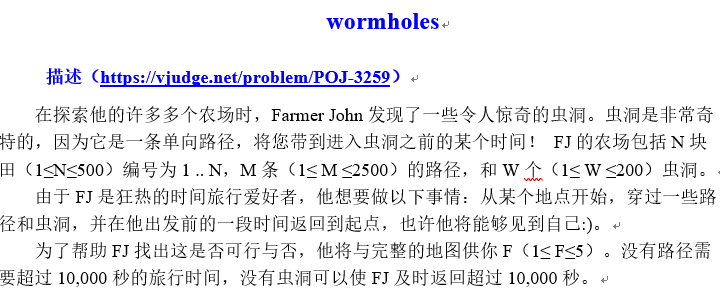 wormholes
描述（https://vjudge.net/problem/POJ-3259）
在探索他的许多多个农场时，Farmer John 发现了一些令人惊奇的虫洞。虫洞是非常奇
特的，因为它是一条单向路径，将您带到进入虫洞之前的某个时间！ FJ 的农场包括 N 块
田（1≤N≤500）编号为 1 .. N，M 条（1≤ M ≤2500）的路径，和 W 个（1≤ W ≤200）虫洞。
由于 FJ 是狂热的时间旅行爱好者，他想要做以下事情：从某个地点开始，穿过一些路
径和虫洞，并在他出发前的一段时间返回到起点，也许他将能够见到自己:)。
为了帮助 FJ 找出这是否可行与否，他将与完整的地图供你 F（1≤ F≤5）。没有路径需
要超过 10,000 秒的旅行时间，没有虫洞可以使 FJ 及时返回超过 10,000 秒。